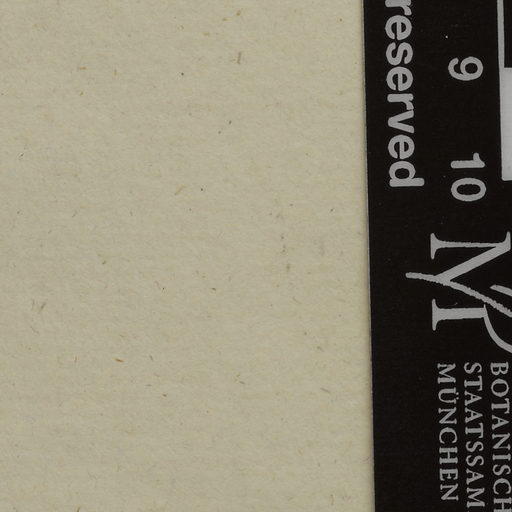 reserved
9 10
BOTANISCH
STAATSSAM
MÜNCHEN